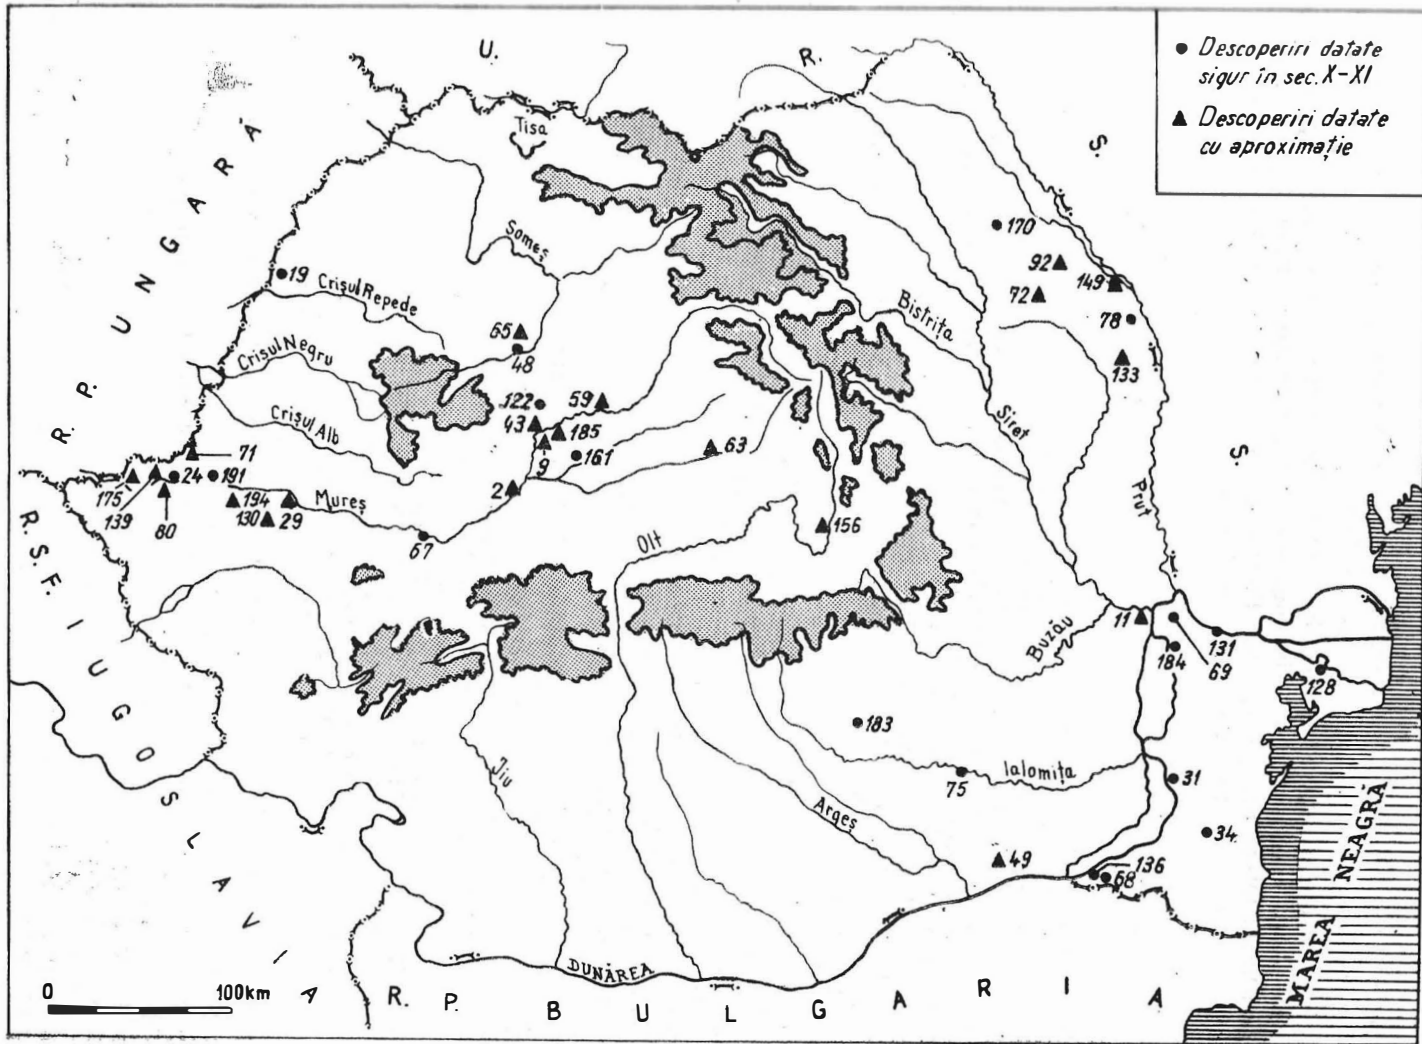 ● Descoperiri datate
sigur în sec. X-XI
▲ Descoperiri datate
cu aproximație
U. R. S. S.
R. P. UNGARĂ
R. S. F. IUGOSLAVIA
R. P. BULGARIA
MAREA NEAGRĂ
DUNĂREA
Tisa
Someș
Crișul Repede
Crișul Negru
Crișul Alb
Mureș
Olt
Bistrița
Siret
Prut
Buzău
Ialomița
Argeș
Jiu
170
92
149
72
78
133
19
65
48
122
59
43
185
9
161
63
71
175
139
24
191
80
194
130
29
2
67
156
11
184
69
131
128
183
75
31
34
49
136
68
0 100km